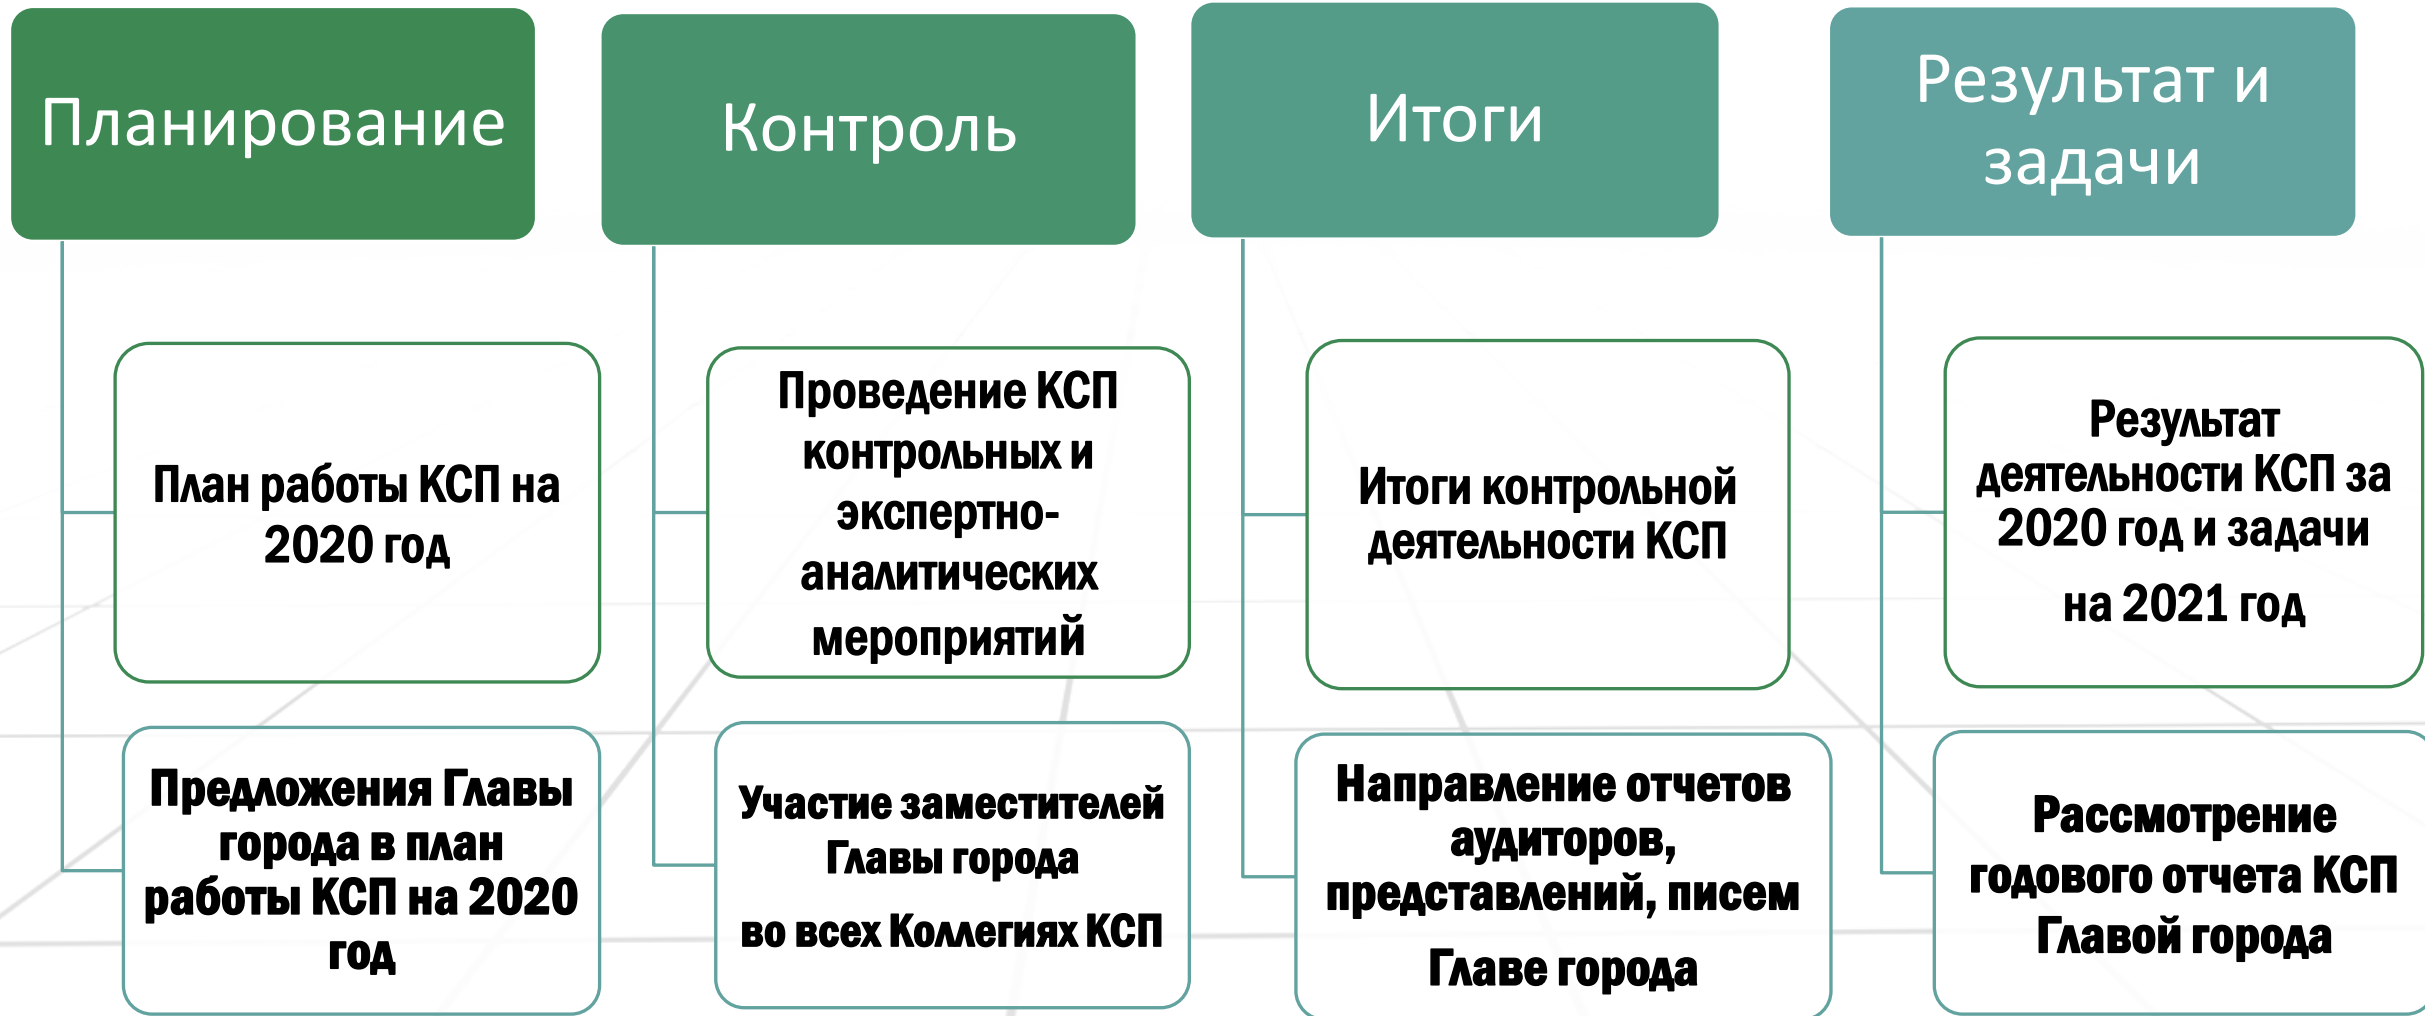 Планирование
План работы КСП на
2020 год
Предложения Главы
города в план
работы КСП на 2020
год
Контроль
Проведение КСП
контрольных и
экспертно-
аналитических
мероприятий
Участие заместителей
Главы города
во всех Коллегиях КСП
Итоги
Итоги контрольной
деятельности КСП
Направление отчетов
аудиторов,
представлений, писем
Главе города
Результат и
задачи
Результат
деятельности КСП за
2020 год и задачи
на 2021 год
Рассмотрение
годового отчета КСП
Главой города